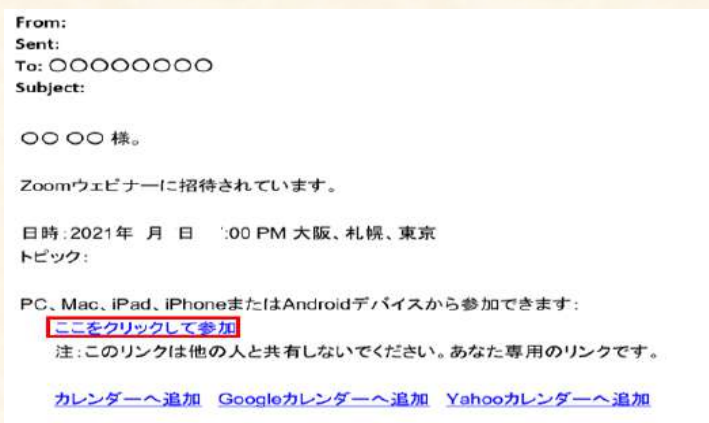 From:
Sent:
To: 〇〇〇〇〇〇〇〇
Subject:
〇〇 〇〇 様。
Zoomウェビナーに招待されています。
日時:2021年 月 日 :00 PM 大阪、札幌、東京
トピック:
PC、Mac、iPad、iPhoneまたはAndroidデバイスから参加できます:
ここをクリックして参加
注:このリンクは他の人と共有しないでください。あなた専用のリンクです。
カレンダーへ追加 Googleカレンダーへ追加 Yahooカレンダーへ追加